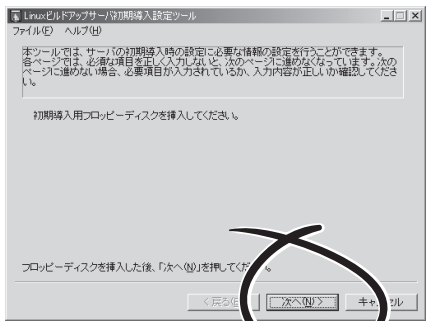 Linuxビルドアップサーバ初期導入設定ツール
ファイル(F) ヘルプ(H)
本ツールでは、サーバの初期導入時の設定に必要な情報の設定を行うことができます。
各ページでは、必須な項目を正しく入力しないと、次のページに進めなくなっています。次の
ページに進めない場合、必要項目が入力されているか、入力内容が正しいか確認してくださ
い。
初期導入用フロッピーディスクを挿入してください。
フロッピーディスクを挿入した後、「次へ(N)」を押してくだ
< 戻る(B) 次へ(N) > キャ